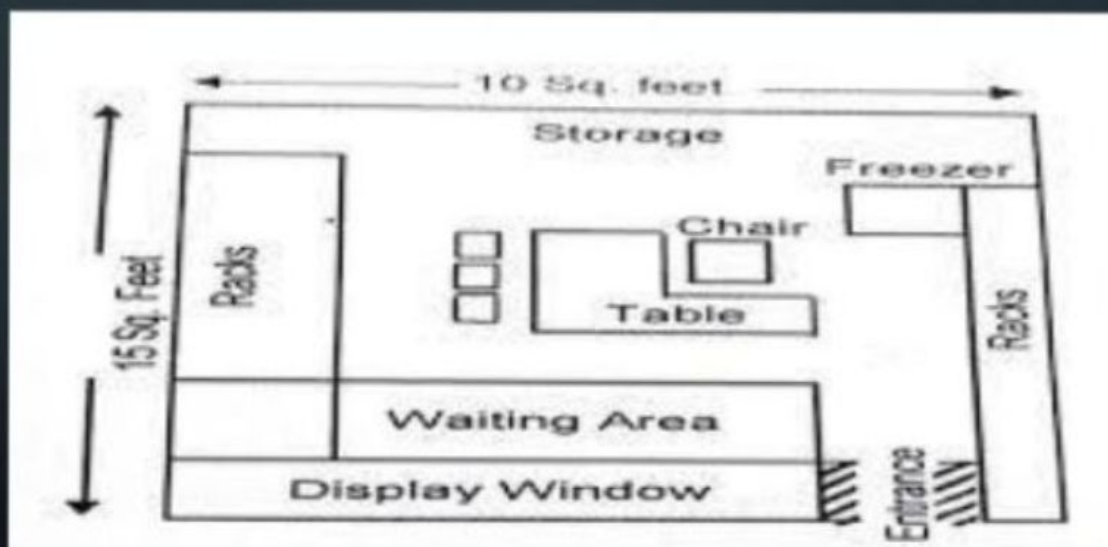 10 Sq. feet
Storage
Freezer
Chair
15 Sq. Feet
Racks
Table
Racks
Waiting Area
Display Window
Entrance